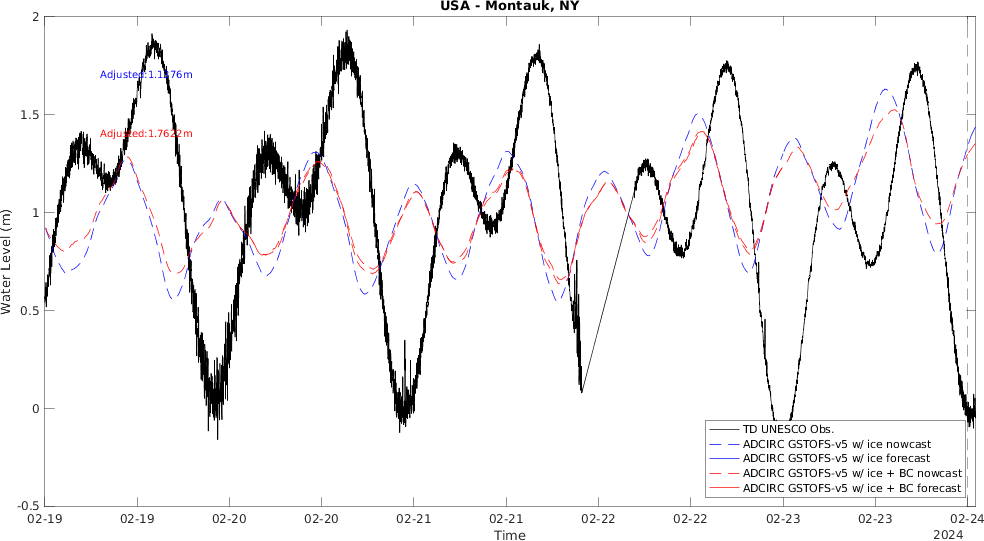 USA - Montauk, NY
2
1.5
1
0.5
0
-0.5
Water Level (m)
Adjusted:1.1376m
Adjusted:1.7622m
TD UNESCO Obs.
ADCIRC GSTOFS-v5 w/ ice nowcast
ADCIRC GSTOFS-v5 w/ ice forecast
ADCIRC GSTOFS-v5 w/ ice + BC nowcast
ADCIRC GSTOFS-v5 w/ ice + BC forecast
02-19 02-19 02-20 02-20 02-21 02-21 02-22 02-22 02-23 02-23 02-24
Time
2024